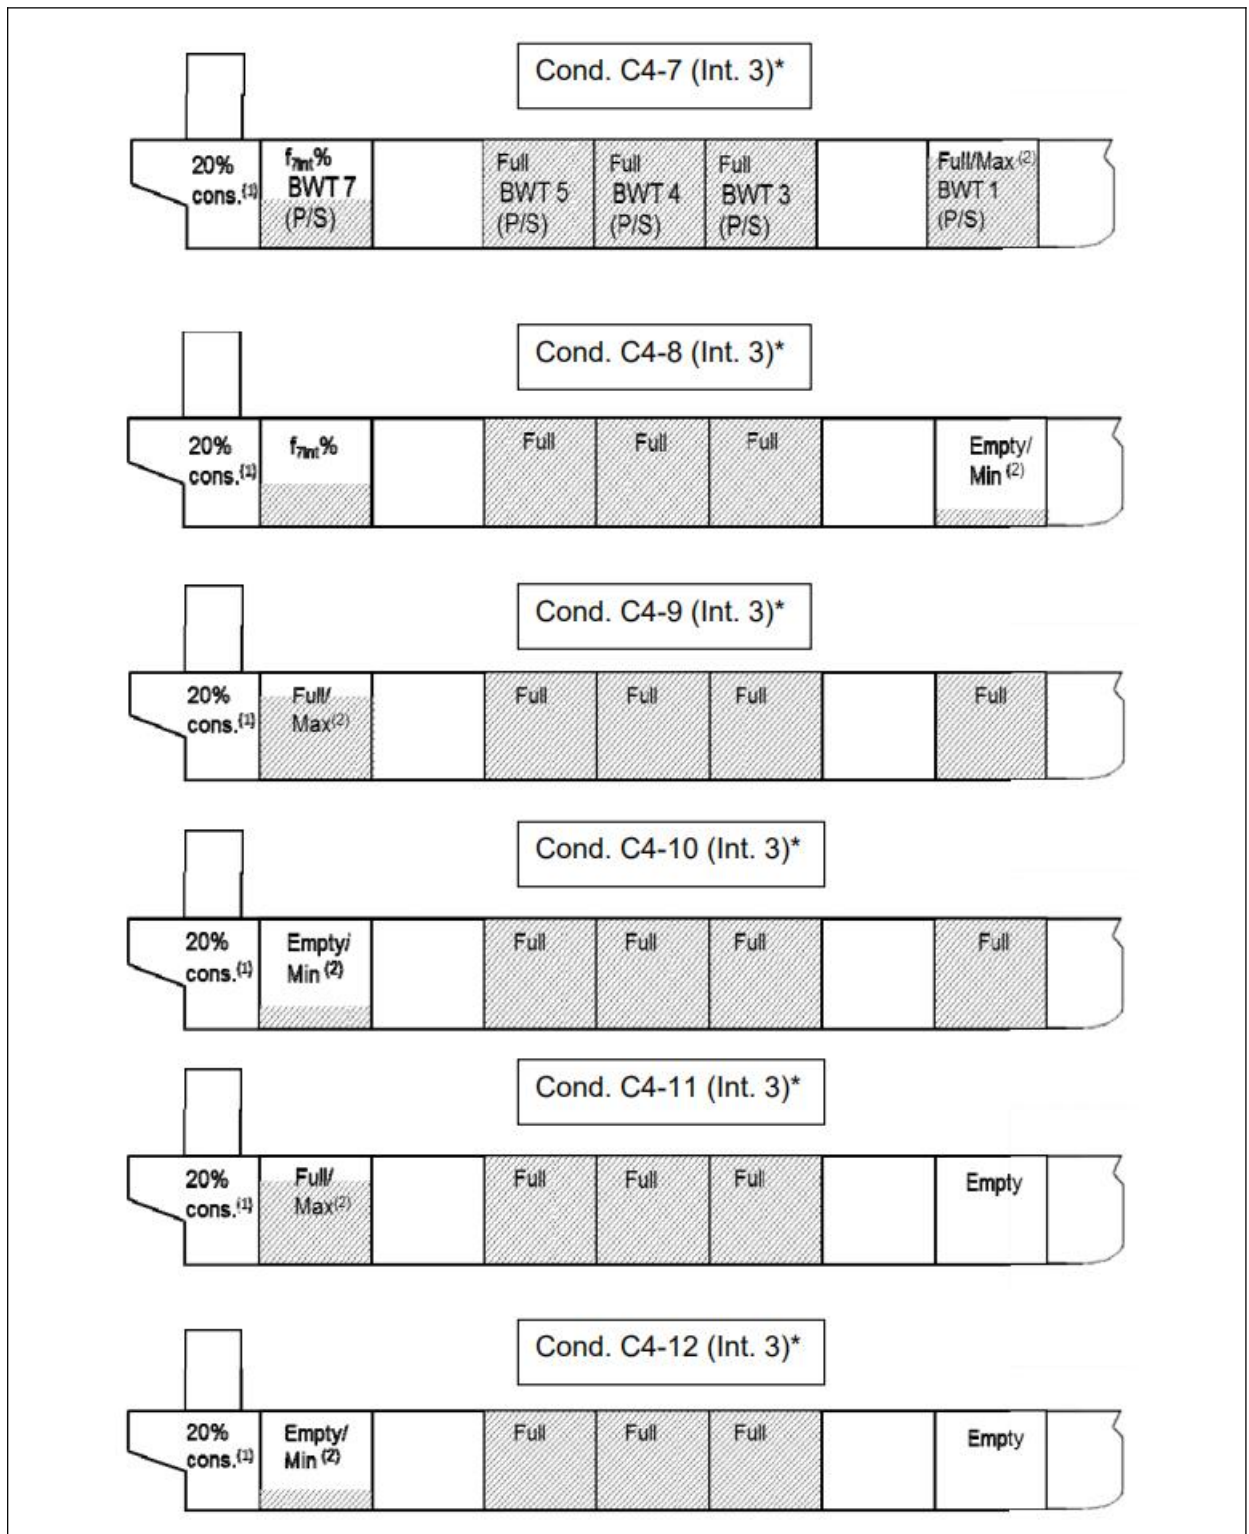 Cond. C4-7 (Int. 3)*
20%
cons.(1)
f7int%
BWT 7
(P/S)
Full
BWT 5
(P/S)
Full
BWT 4
(P/S)
Full
BWT 3
(P/S)
Full/Max (2)
BWT 1
(P/S)
Cond. C4-8 (Int. 3)*
20%
cons.(1)
f7int%
Full
Full
Full
Empty/
Min (2)
Cond. C4-9 (Int. 3)*
20%
cons.(1)
Full/
Max(2)
Full
Full
Full
Full
Cond. C4-10 (Int. 3)*
20%
cons.(1)
Empty/
Min (2)
Full
Full
Full
Full
Cond. C4-11 (Int. 3)*
20%
cons.(1)
Full/
Max(2)
Full
Full
Full
Empty
Cond. C4-12 (Int. 3)*
20%
cons.(1)
Empty/
Min (2)
Full
Full
Full
Empty